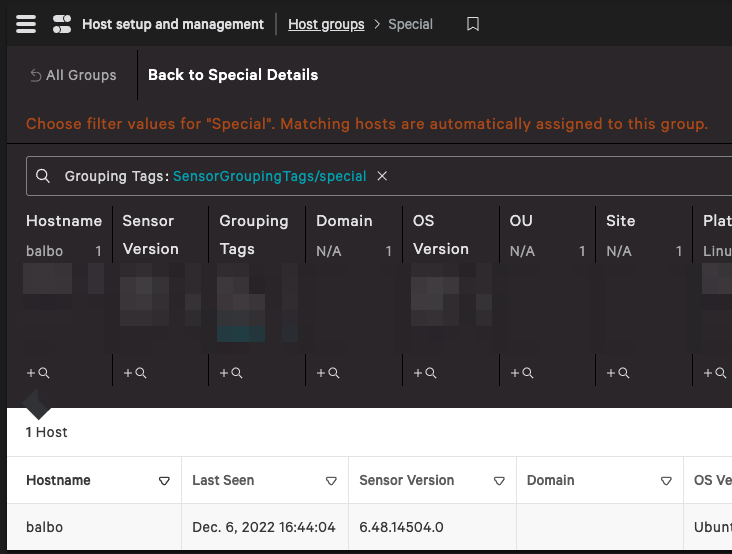 Host setup and management Host groups > Special
All Groups Back to Special Details
Choose filter values for "Special". Matching hosts are automatically assigned to this group.
Grouping Tags: SensorGroupingTags/special ×
Hostname Sensor Version Grouping Tags Domain OS Version OU Site Plat
balbo 1 N/A 1 N/A 1 N/A 1 Linu
+ + + + + + + +
1 Host
Hostname Last Seen Sensor Version Domain OS Ve
balbo Dec. 6, 2022 16:44:04 6.48.14504.0 Ubunt